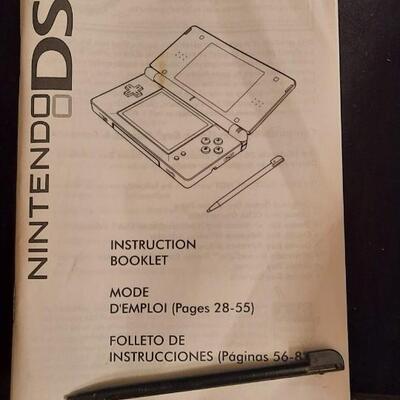 NINTENDO DS
INSTRUCTION
BOOKLET
MODE
D'EMPLOI (Pages 28-55)
FOLLETO DE
INSTRUCCIONES (Páginas 56-8